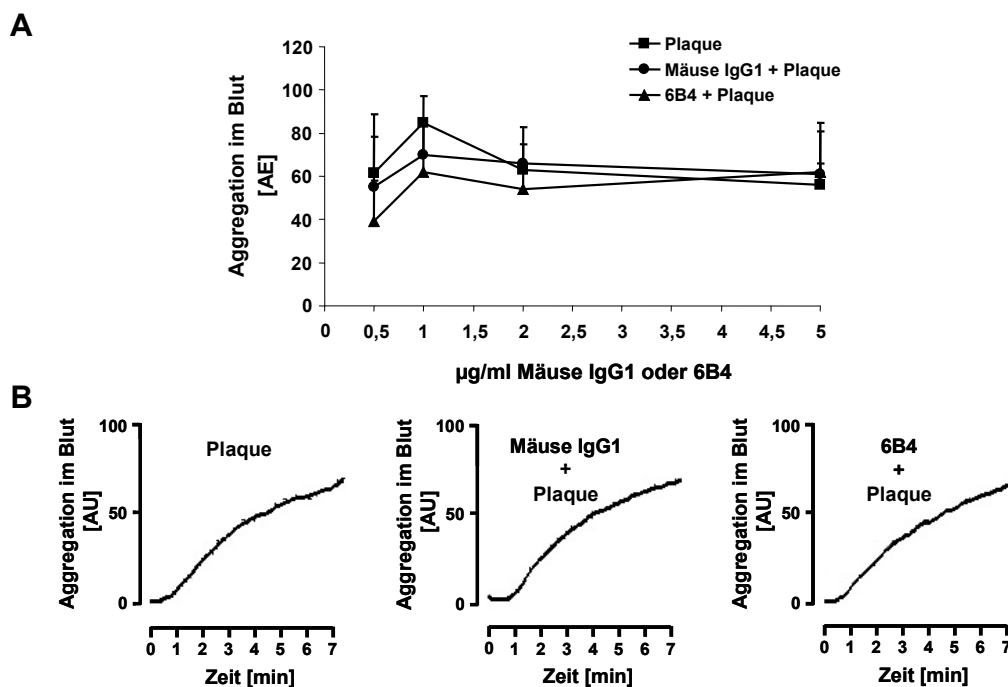 A
120
100
80
60
40
20
0
Aggregation im Blut
[AE]
Plaque
Mäuse IgG1 + Plaque
6B4 + Plaque
0 0,5 1 1,5 2 2,5 3 3,5 4 4,5 5
µg/ml Mäuse IgG1 oder 6B4
B
Aggregation im Blut
[AU]
100
50
0
Plaque
0 1 2 3 4 5 6 7
Zeit [min]
Aggregation im Blut
[AU]
100
50
0
Mäuse IgG1
+
Plaque
0 1 2 3 4 5 6 7
Zeit [min]
Aggregation im Blut
[AU]
100
50
0
6B4
+
Plaque
0 1 2 3 4 5 6 7
Zeit [min]